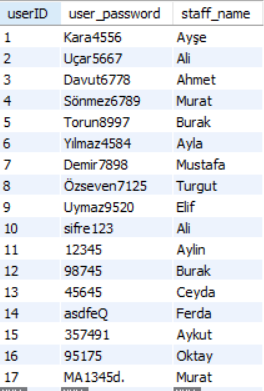 userID user_password staff_name
1 Kara4556 Ayşe
2 Uçar5667 Ali
3 Davut6778 Ahmet
4 Sönmez6789 Murat
5 Torun8997 Burak
6 Yılmaz4584 Ayla
7 Demir7898 Mustafa
8 Özseven7125 Turgut
9 Uymaz9520 Elif
10 sifre123 Ali
11 12345 Aylin
12 98745 Burak
13 45645 Ceyda
14 asdfeQ Ferda
15 357491 Aykut
16 95175 Oktay
17 MA1345d. Murat